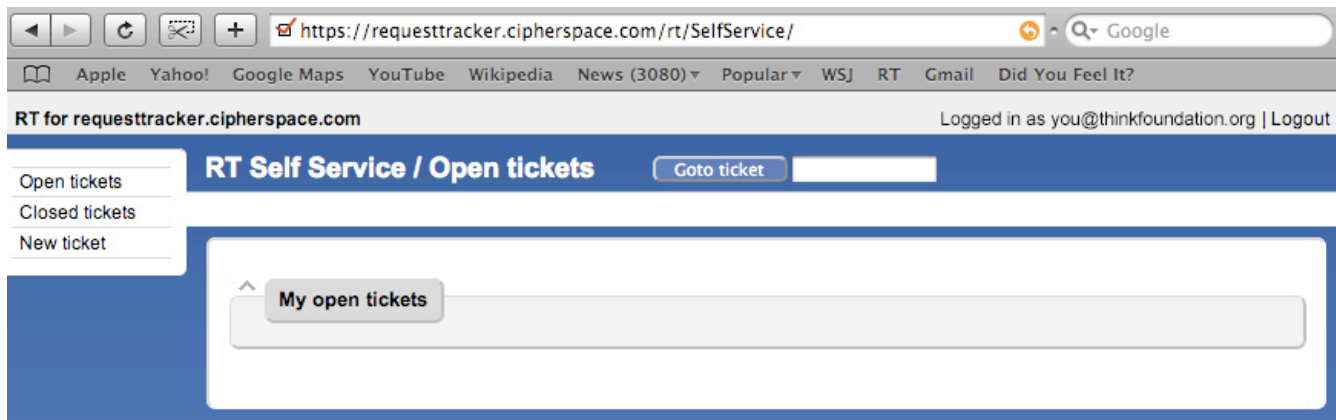 https://requesttracker.cipherspace.com/rt/SelfService/ Google
Apple Yahoo! Google Maps YouTube Wikipedia News (3080) Popular WSJ RT Gmail Did You Feel It?
RT for requesttracker.cipherspace.com Logged in as you@thinkfoundation.org | Logout
RT Self Service / Open tickets Goto ticket
Open tickets
Closed tickets
New ticket
My open tickets